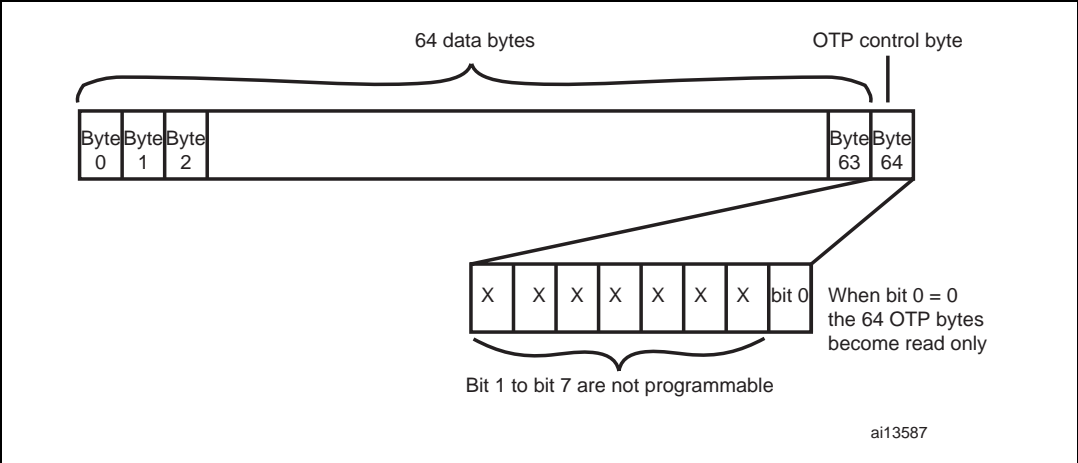 64 data bytes
OTP control byte
Byte Byte Byte Byte Byte
0 1 2 63 64
X X X X X X X bit 0
When bit 0 = 0
the 64 OTP bytes
become read only
Bit 1 to bit 7 are not programmable
ai13587